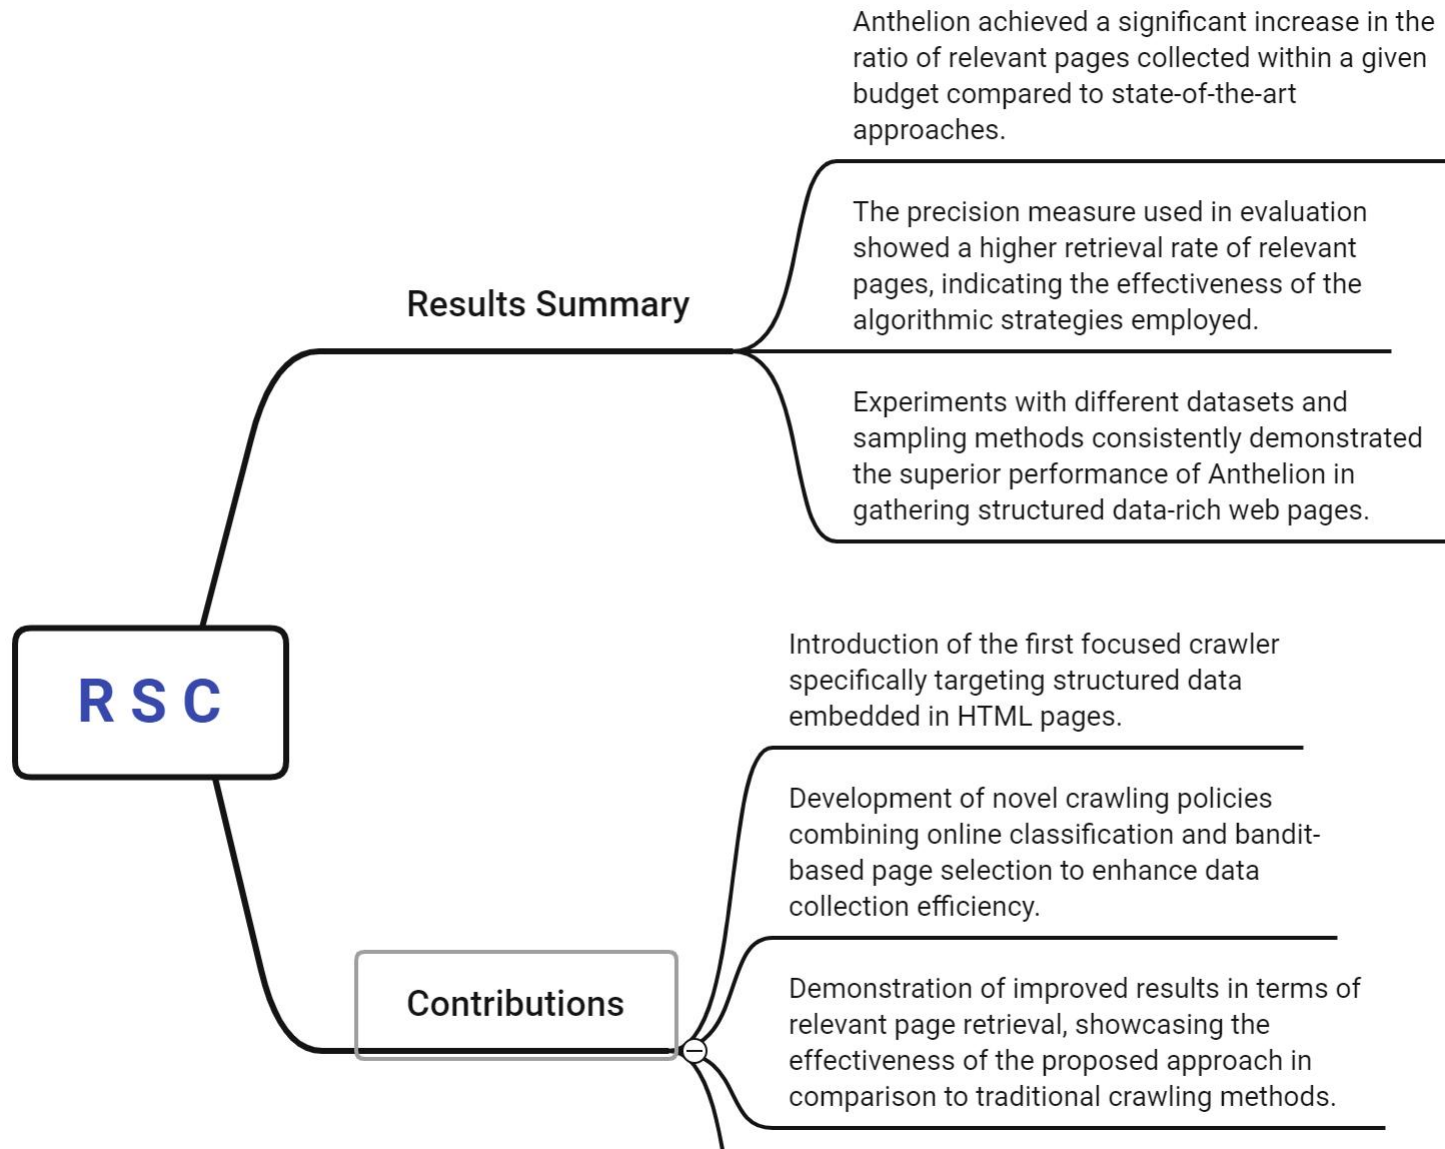 Anthelion achieved a significant increase in the
ratio of relevant pages collected within a given
budget compared to state-of-the-art
approaches.
The precision measure used in evaluation
showed a higher retrieval rate of relevant
pages, indicating the effectiveness of the
algorithmic strategies employed.
Results Summary
Experiments with different datasets and
sampling methods consistently demonstrated
the superior performance of Anthelion in
gathering structured data-rich web pages.
R S C
Introduction of the first focused crawler
specifically targeting structured data
embedded in HTML pages.
Development of novel crawling policies
combining online classification and bandit-
based page selection to enhance data
collection efficiency.
Contributions
Demonstration of improved results in terms of
relevant page retrieval, showcasing the
effectiveness of the proposed approach in
comparison to traditional crawling methods.